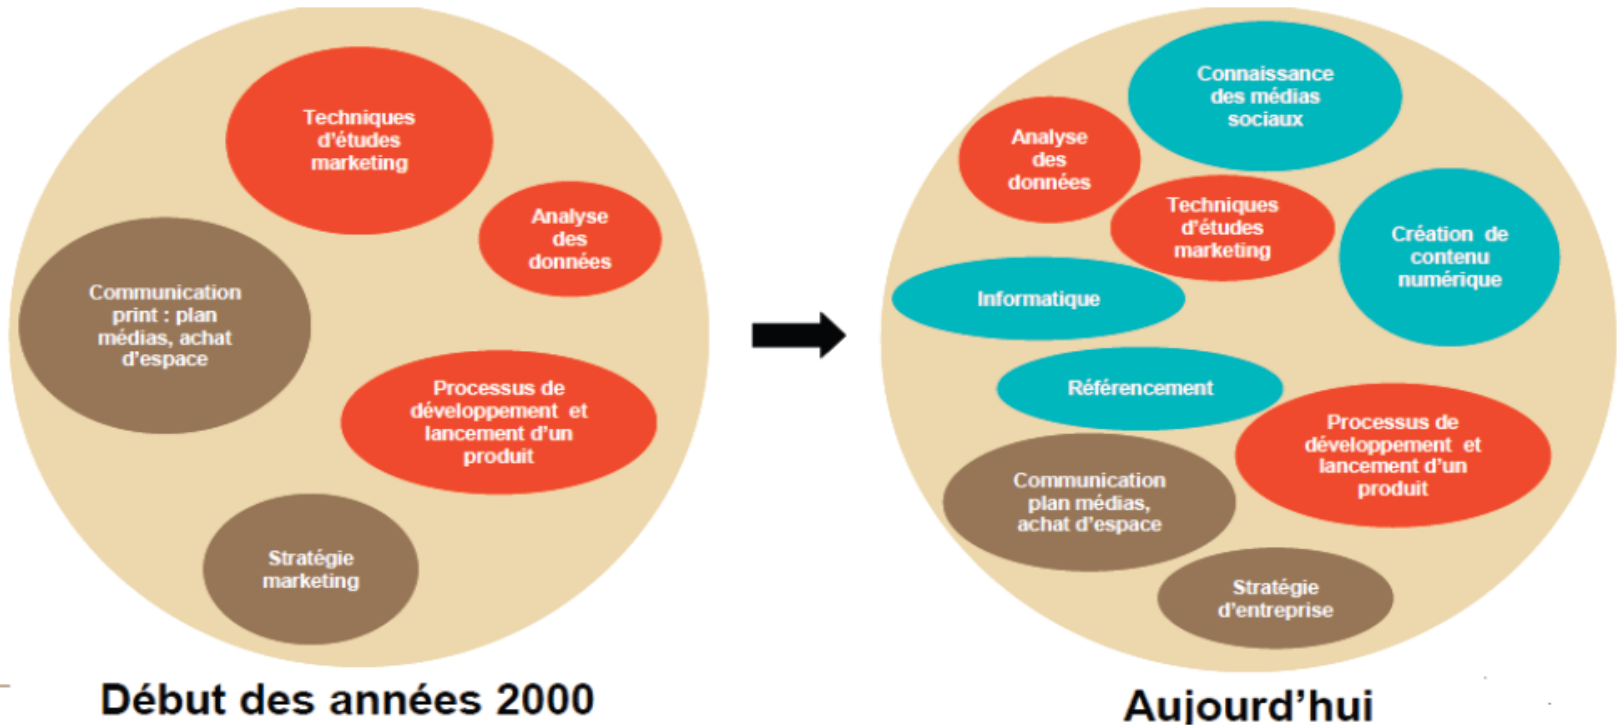 Techniques
d'études
marketing
Analyse
des
données
Communication
print : plan
médias, achat
d'espace
Processus de
développement et
lancement d'un
produit
Stratégie
marketing
Début des années 2000
Connaissance
des médias
sociaux
Analyse
des
données
Techniques
d'études
marketing
Création de
contenu
numérique
Informatique
Référencement
Processus de
développement et
lancement d'un
produit
Communication
plan médias,
achat d'espace
Stratégie
d'entreprise
Aujourd'hui